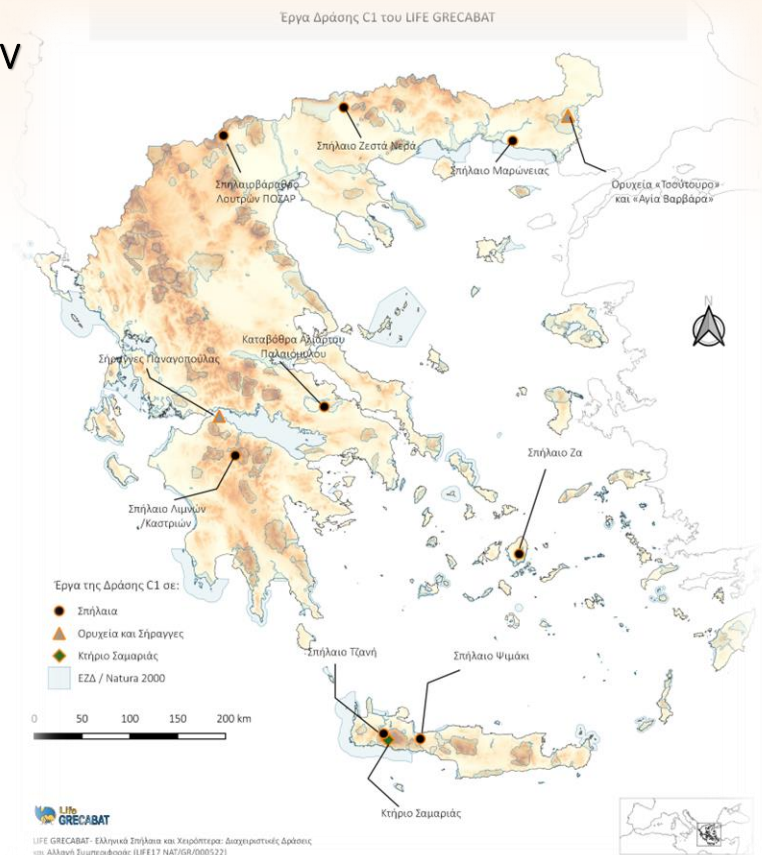 Έργα Δράσης C1 του LIFE GRECABAT
ν
Σπήλαιο Ζεστά Νερά
Σπήλαιο Μαρώνειας
Σπηλαιοβάραθρο
Λουτρών ΠΟΖΑΡ
Ορυχεία «Τσούτουρο»
και «Αγία Βαρβάρα»
N
Καταβόθρα Αλιάρτου
Παλαιόμυλου
Σήραγγες Παναγοπούλας
Σπήλαιο Ζα
Σπήλαιο Λιμνών
/Καστριών
Έργα της Δράσης C1 σε:
Σπήλαια
Ορυχεία και Σήραγγες
Κτήριο Σαμαριάς
ΕΖΔ / Natura 2000
Σπήλαιο Τζανή
Σπήλαιο Ψιμάκι
0 50 100 150 200 km
Κτήριο Σαμαριάς
Life
GRECABAT
LIFE GRECABAT- Ελληνικά Σπήλαια και Χειρόπτερα: Διαχειριστικές Δράσεις
και Αλλαγή Συμπεριφοράς (LIFE17 NAT/GR/000522)